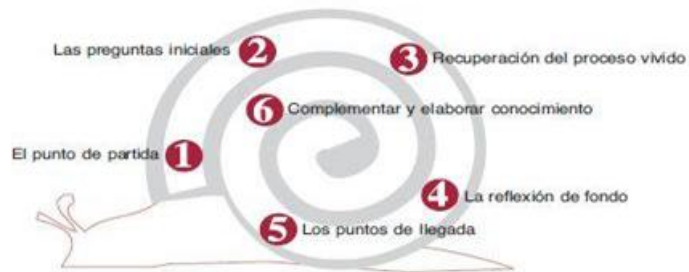 Las preguntas iniciales 2
3 Recuperación del proceso vivido
6 Complementar y elaborar conocimiento
El punto de partida 1
4 La reflexión de fondo
5 Los puntos de llegada